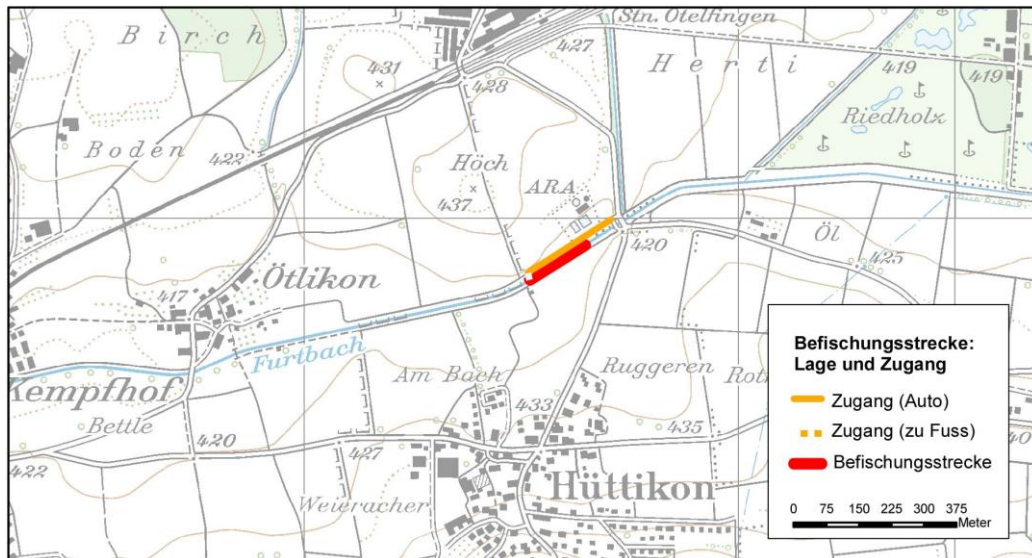 Stn. Otelfingen
Birch
427
Herti
431
419
419
428
Riedholz
Boden
422
Höch
ARA
437
420
Öl
425
Ötlikon
417
Furtbach
Kempfhof
Am Bach
Ruggeren
Bettle
433
420
435
422
427
Weieracher
Hüttikon
Befischungsstrecke:
Lage und Zugang
Zugang (Auto)
Zugang (zu Fuss)
Befischungsstrecke
0 75 150 225 300 375
Meter